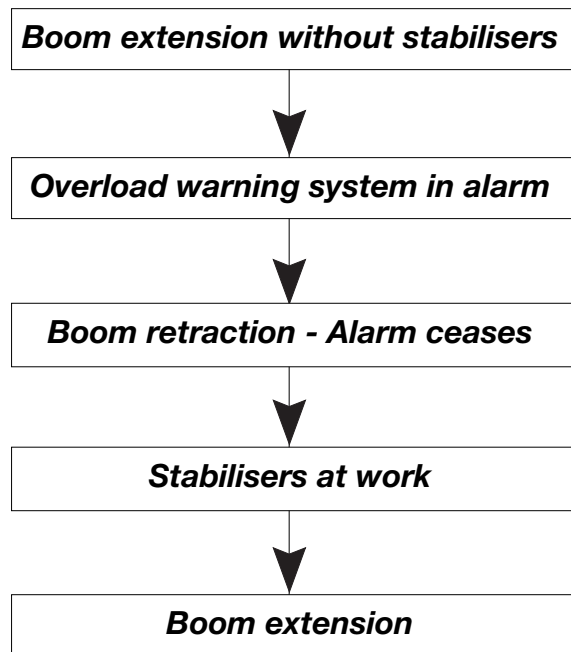 Boom extension without stabilisers
Overload warning system in alarm
Boom retraction - Alarm ceases
Stabilisers at work
Boom extension